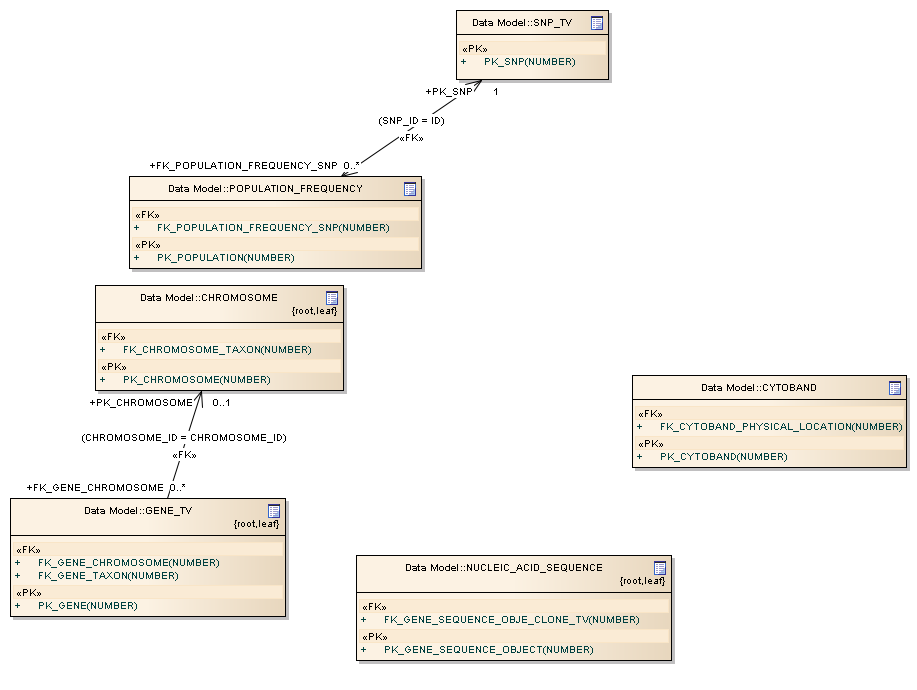 Data Model::SNP_TV
«PK»
+ PK_SNP(NUMBER)
+PK_SNP 1
(SNP_ID = ID)
«FK»
+FK_POPULATION_FREQUENCY_SNP 0..*
Data Model::POPULATION_FREQUENCY
«FK»
+ FK_POPULATION_FREQUENCY_SNP(NUMBER)
«PK»
+ PK_POPULATION(NUMBER)
Data Model::CHROMOSOME
{root,leaf}
«FK»
+ FK_CHROMOSOME_TAXON(NUMBER)
«PK»
+ PK_CHROMOSOME(NUMBER)
+PK_CHROMOSOME 0..1
(CHROMOSOME_ID = CHROMOSOME_ID)
«FK»
+FK_GENE_CHROMOSOME 0..*
Data Model::GENE_TV
{root,leaf}
«FK»
+ FK_GENE_CHROMOSOME(NUMBER)
+ FK_GENE_TAXON(NUMBER)
«PK»
+ PK_GENE(NUMBER)
Data Model::CYTOBAND
«FK»
+ FK_CYTOBAND_PHYSICAL_LOCATION(NUMBER)
«PK»
+ PK_CYTOBAND(NUMBER)
Data Model::NUCLEIC_ACID_SEQUENCE
{root,leaf}
«FK»
+ FK_GENE_SEQUENCE_OBJE_CLONE_TV(NUMBER)
«PK»
+ PK_GENE_SEQUENCE_OBJECT(NUMBER)